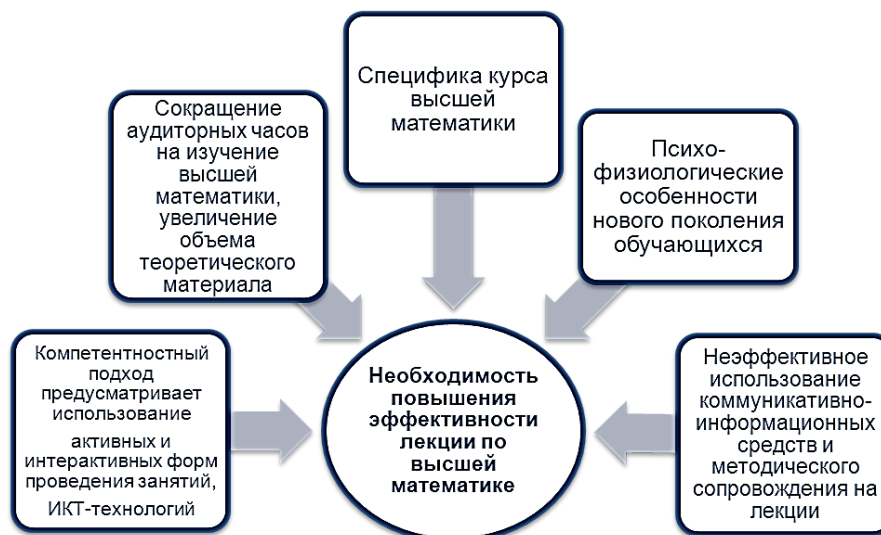 Специфика курса
высшей
математики
Сокращение
аудиторных часов
на изучение
высшей
математики,
увеличение
объема
теоретического
материала
Психо-
физиологические
особенности
нового поколения
обучающихся
Компетентностный
подход
предусматривает
использование
активных и
интерактивных форм
проведения занятий,
ИКТ-технологий
Необходимость
повышения
эффективности
лекции по
высшей
математике
Неэффективное
использование
коммуникативно-
информационных
средств и
методического
сопровождения на
лекции